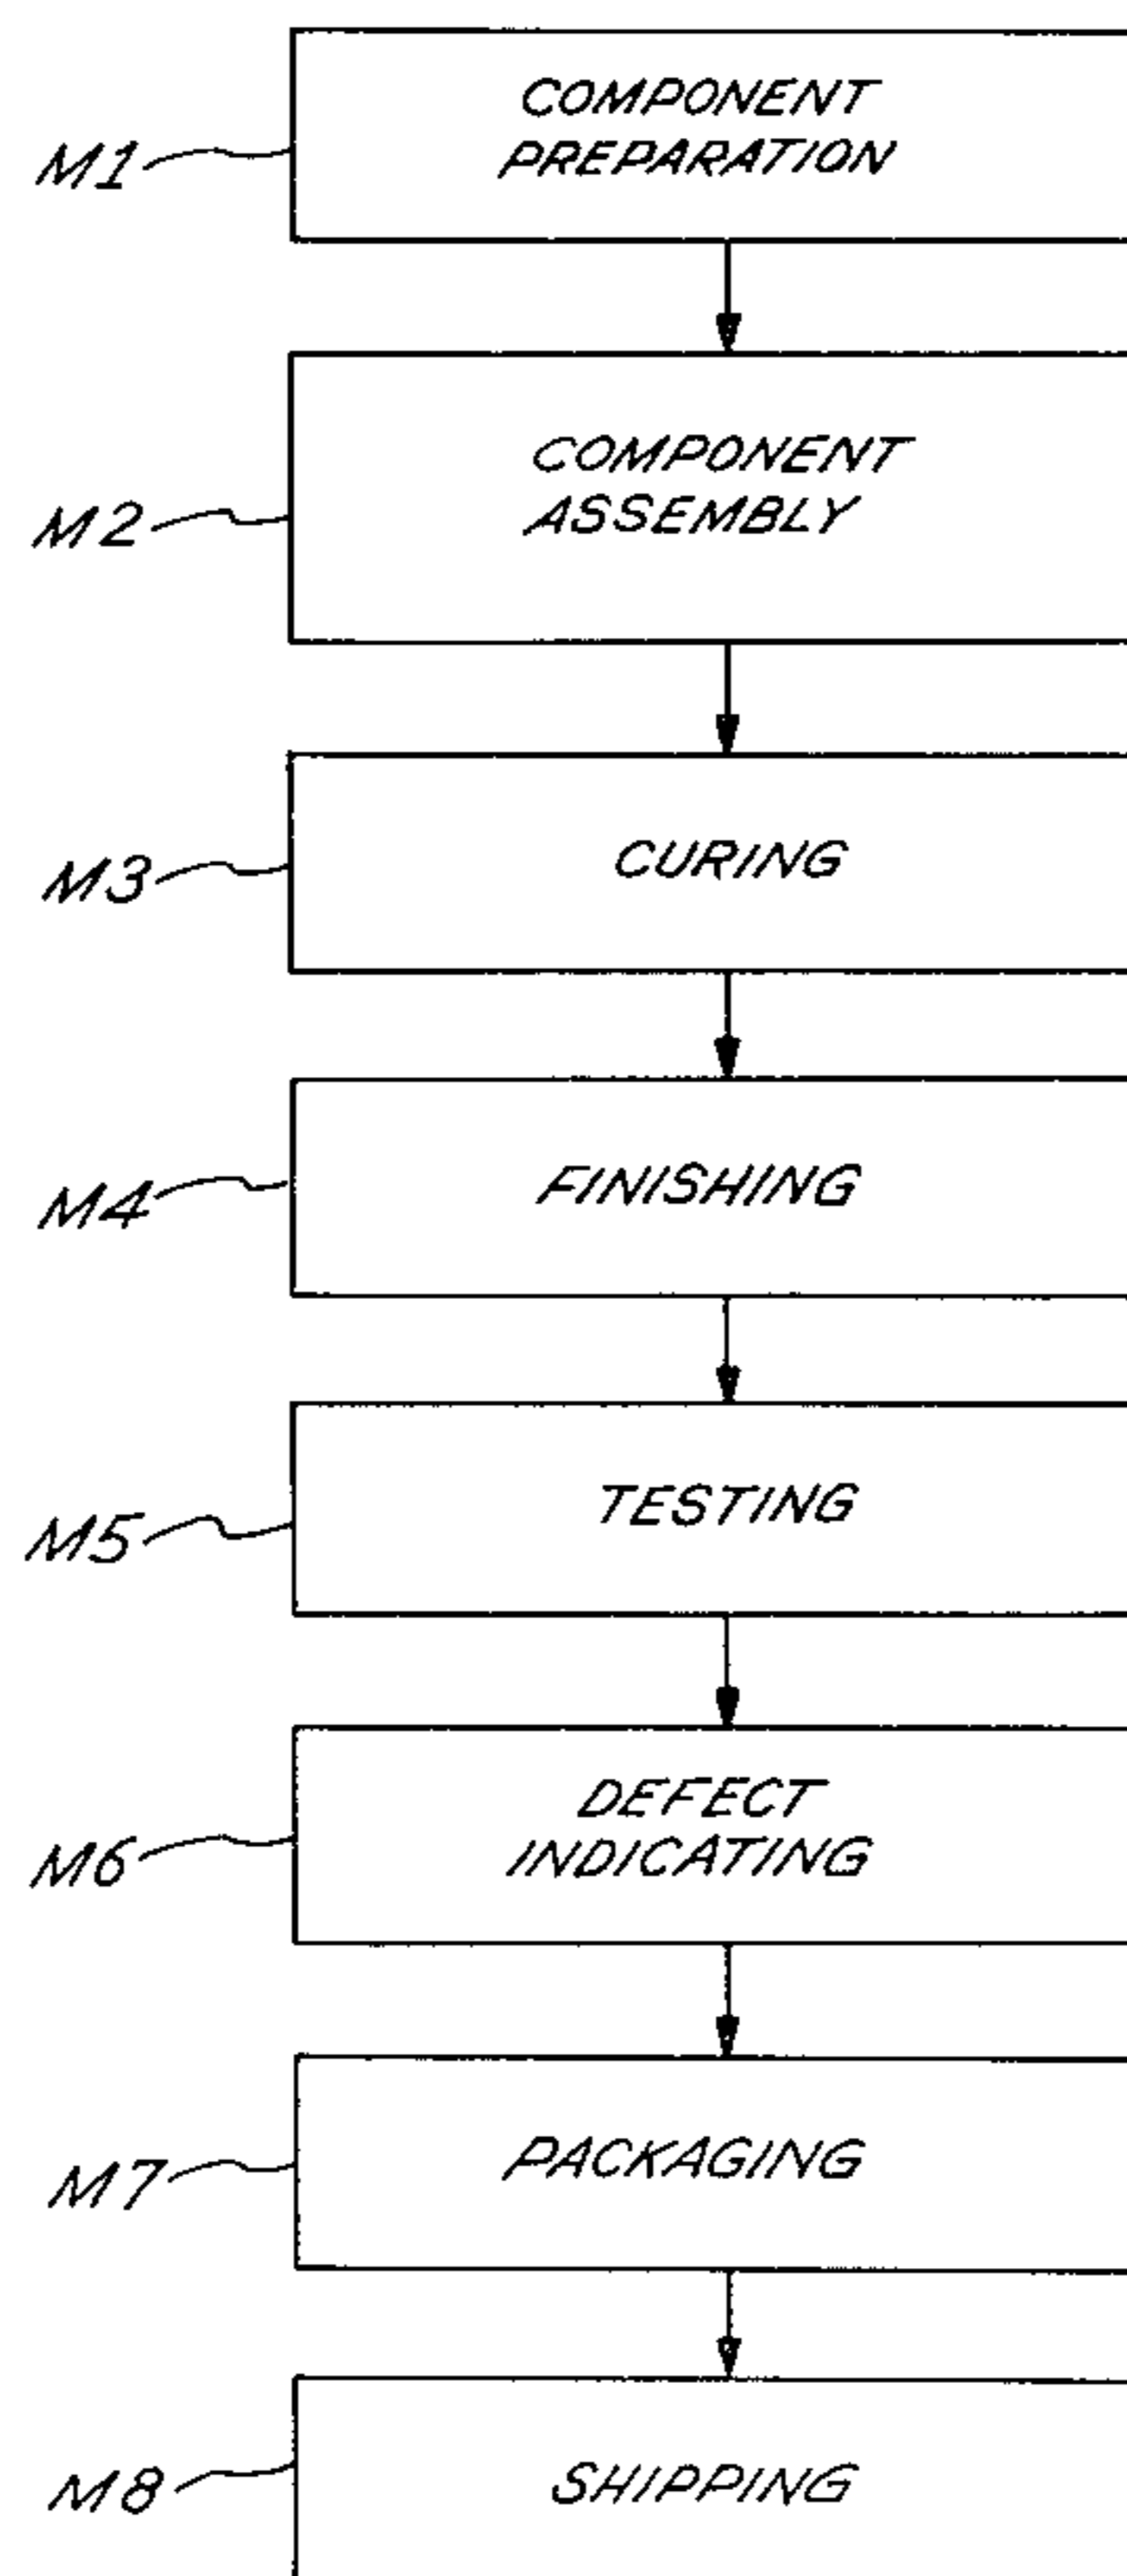 M1
COMPONENT
PREPARATION
M2
COMPONENT
ASSEMBLY
M3
CURING
M4
FINISHING
M5
TESTING
M6
DEFECT
INDICATING
M7
PACKAGING
M8
SHIPPING